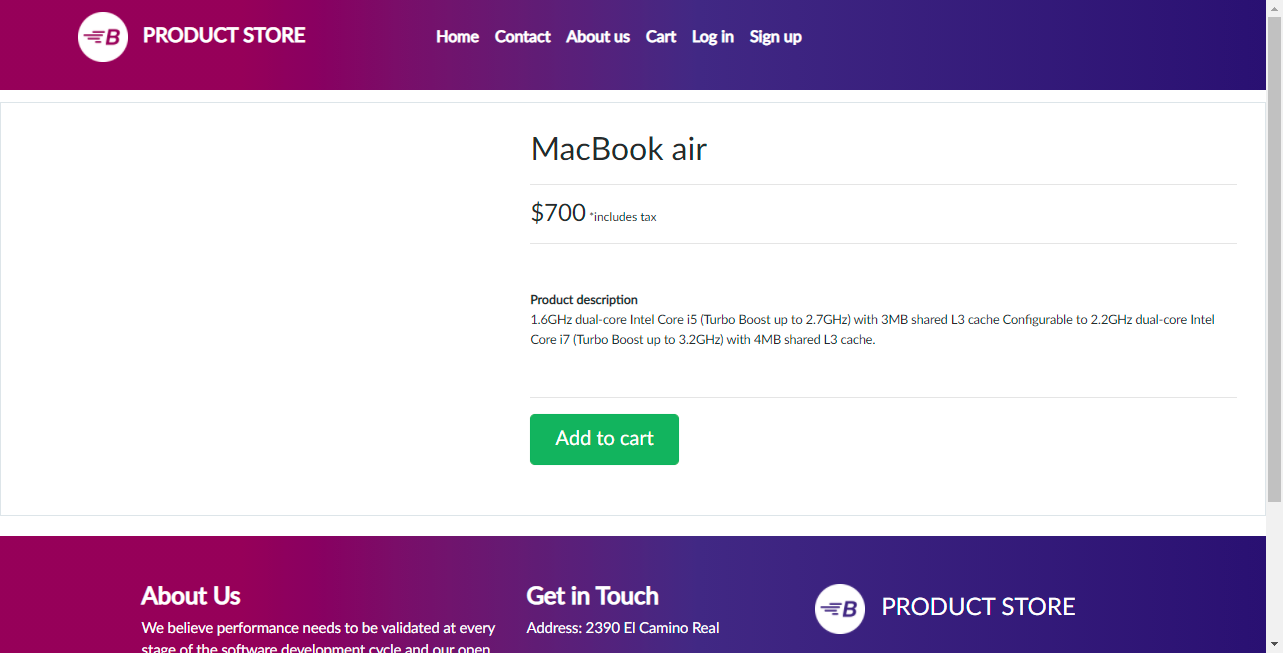 B PRODUCT STORE
Home Contact About us Cart Log in Sign up
MacBook air
$700 *includes tax
Product description
1.6GHz dual-core Intel Core i5 (Turbo Boost up to 2.7GHz) with 3MB shared L3 cache Configurable to 2.2GHz dual-core Intel
Core i7 (Turbo Boost up to 3.2GHz) with 4MB shared L3 cache.
Add to cart
About Us
We believe performance needs to be validated at every
stage of the software development cycle and our open
Get in Touch
Address: 2390 El Camino Real
B PRODUCT STORE